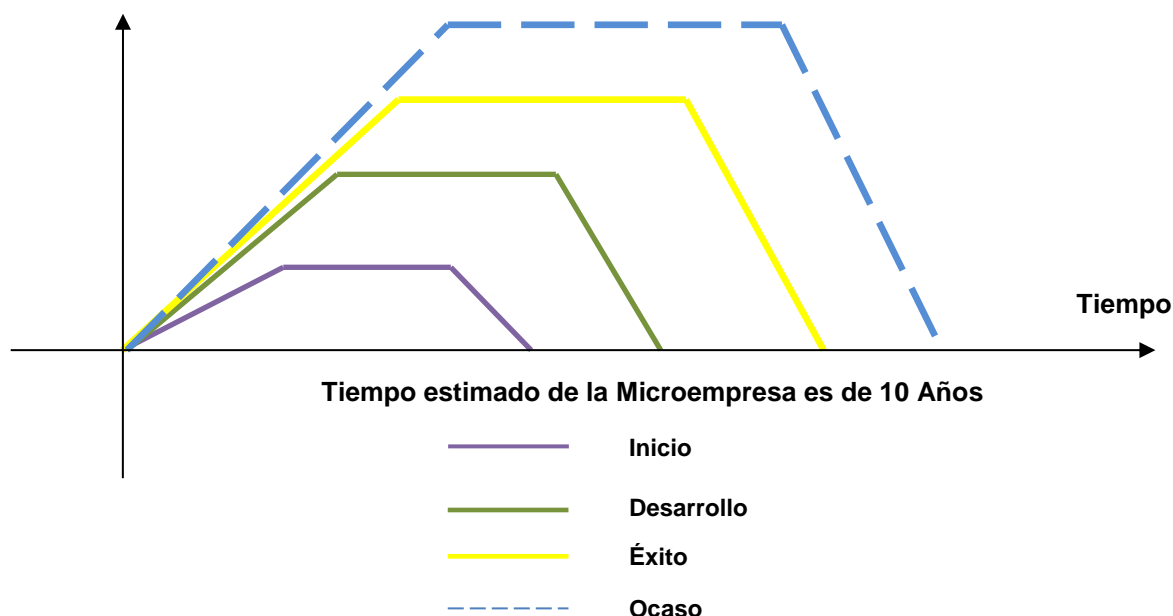 Tiempo
Tiempo estimado de la Microempresa es de 10 Años
Inicio
Desarrollo
Éxito
Ocaso